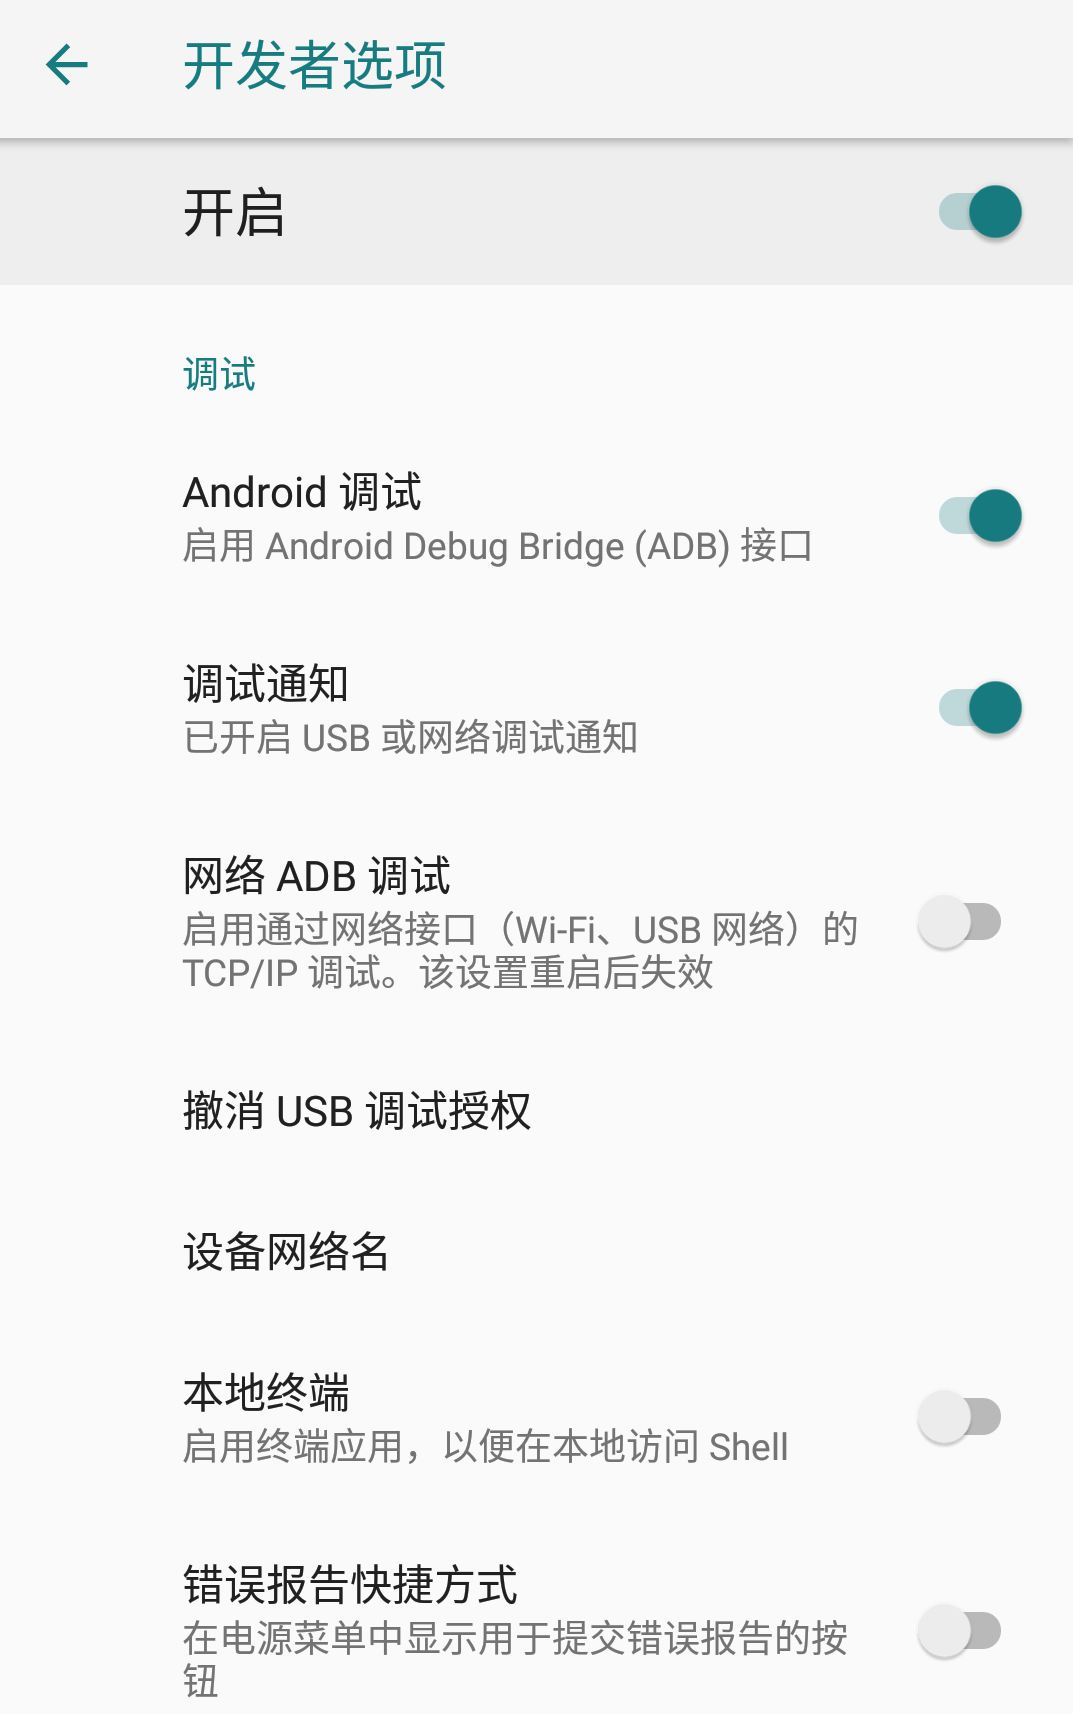 开发者选项
开启
调试
Android 调试
启用 Android Debug Bridge (ADB) 接口
调试通知
已开启 USB 或网络调试通知
网络 ADB 调试
启用通过网络接口（Wi-Fi、USB 网络）的
TCP/IP 调试。该设置重启后失效
撤消 USB 调试授权
设备网络名
本地终端
启用终端应用，以便在本地访问 Shell
错误报告快捷方式
在电源菜单中显示用于提交错误报告的按
钮